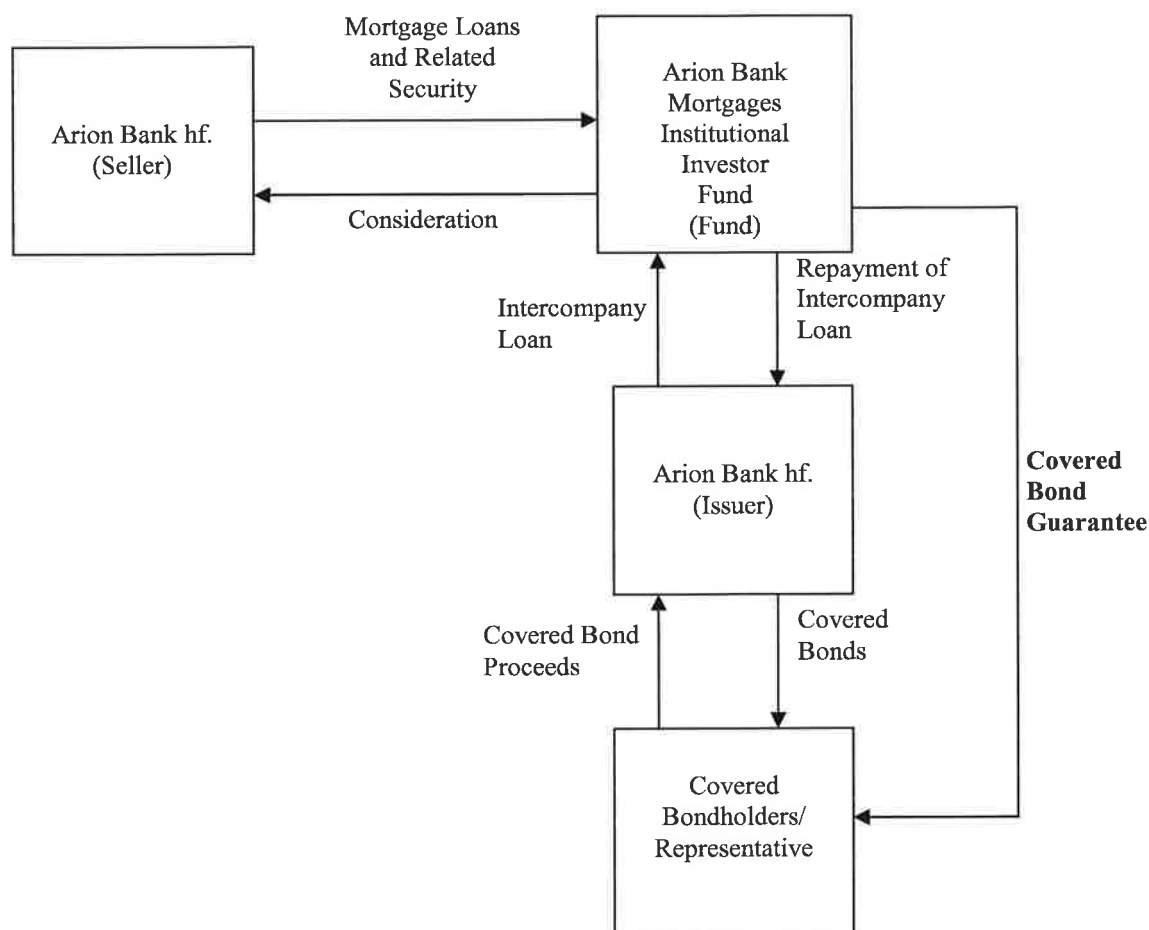 Mortgage Loans
and Related
Security
Arion Bank hf.
(Seller)
Arion Bank
Mortgages
Institutional
Investor
Fund
(Fund)
Consideration
Intercompany
Loan
Repayment of
Intercompany
Loan
Arion Bank hf.
(Issuer)
Covered
Bond
Guarantee
Covered Bond
Proceeds
Covered
Bonds
Covered
Bondholders/
Representative